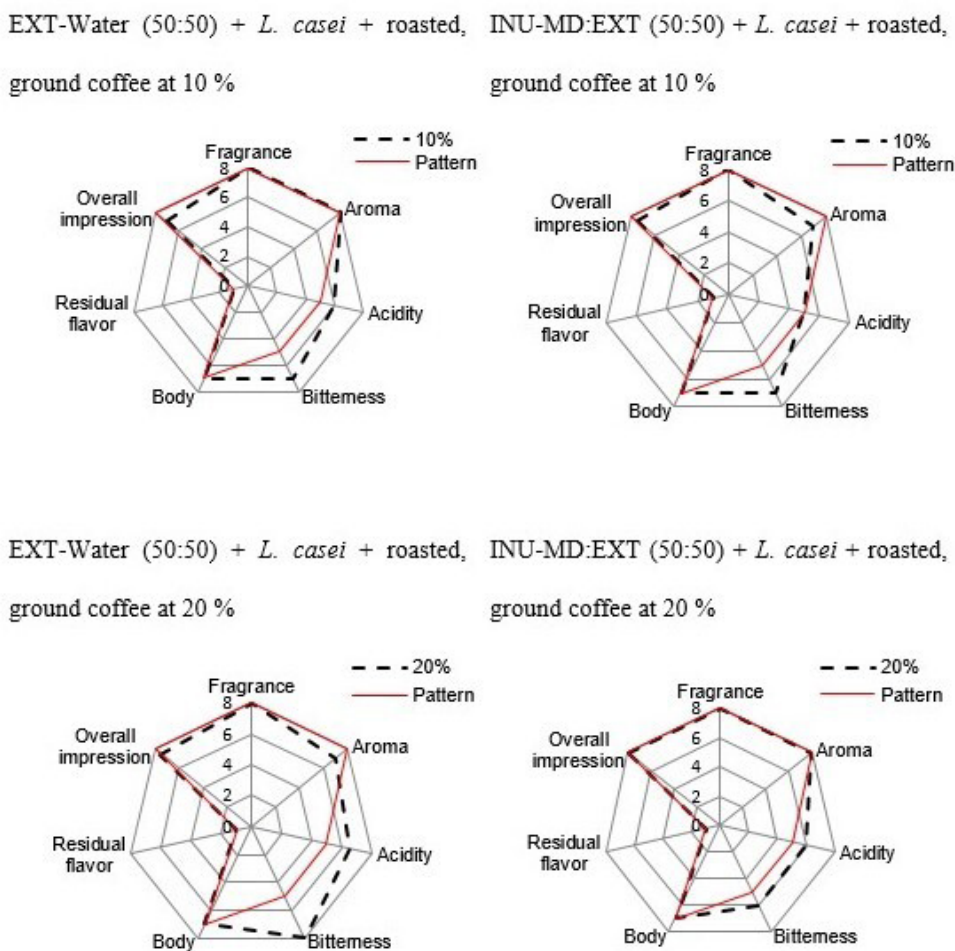 EXT-Water (50:50) + L. casei + roasted,
ground coffee at 10 %
INU-MD:EXT (50:50) + L. casei + roasted,
ground coffee at 10 %
10%
Pattern
Fragrance
8
6
4
2
0
Aroma
Acidity
Bitterness
Body
Residual
flavor
Overall
impression
10%
Pattern
Fragrance
8
6
4
2
0
Aroma
Acidity
Bitterness
Body
Residual
flavor
Overall
impression
EXT-Water (50:50) + L. casei + roasted,
ground coffee at 20 %
INU-MD:EXT (50:50) + L. casei + roasted,
ground coffee at 20 %
20%
Pattern
Fragrance
8
6
4
2
0
Aroma
Acidity
Bitterness
Body
Residual
flavor
Overall
impression
20%
Pattern
Fragrance
8
6
4
2
0
Aroma
Acidity
Bitterness
Body
Residual
flavor
Overall
impression